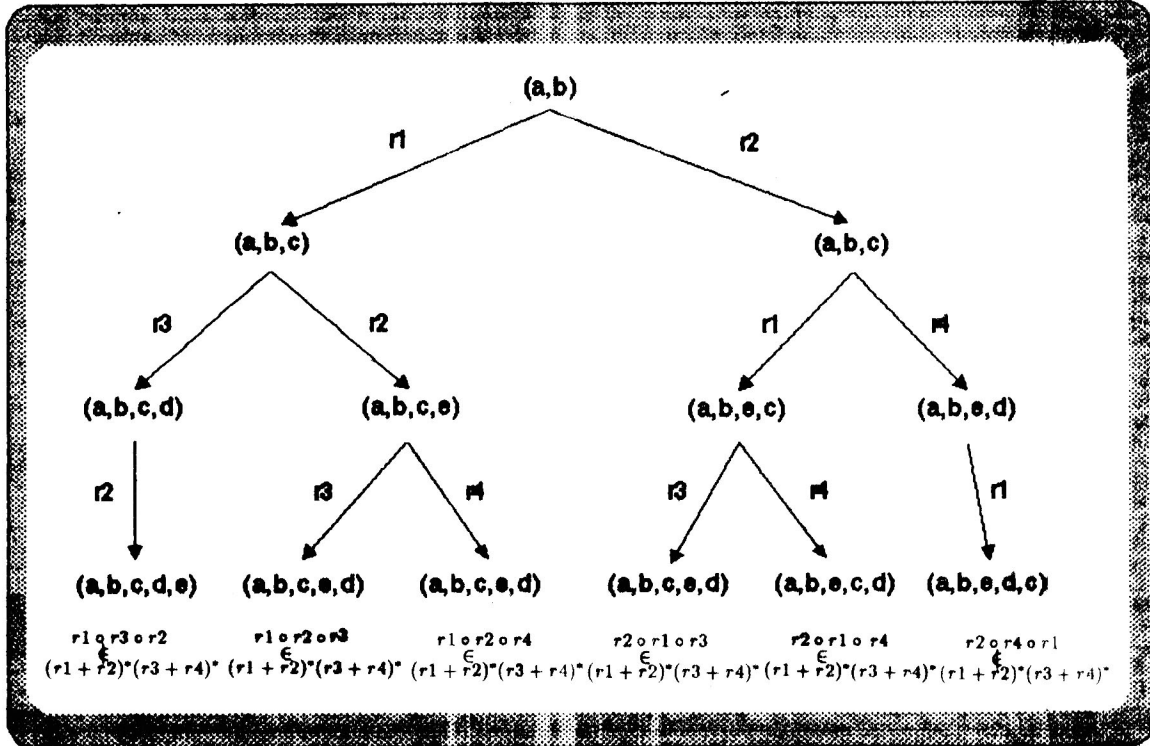 (a,b)
r1 r2
(a,b,c) (a,b,c)
r3 r2 r1 r4
(a,b,c,d) (a,b,c,e) (a,b,e,c) (a,b,e,d)
r2 r3 r4 r3 r4 r1
(a,b,c,d,e) (a,b,c,e,d) (a,b,c,e,d) (a,b,c,e,d) (a,b,e,c,d) (a,b,e,d,c)
r1 ∘ r3 ∘ r2 r1 ∘ r2 ∘ r3 r1 ∘ r2 ∘ r4 r2 ∘ r1 ∘ r3 r2 ∘ r1 ∘ r4 r2 ∘ r4 ∘ r1
∉ ∈ ∈ ∈ ∈ ∉
(r1 + r2)*(r3 + r4)* (r1 + r2)*(r3 + r4)* (r1 + r2)*(r3 + r4)* (r1 + r2)*(r3 + r4)* (r1 + r2)*(r3 + r4)* (r1 + r2)*(r3 + r4)*